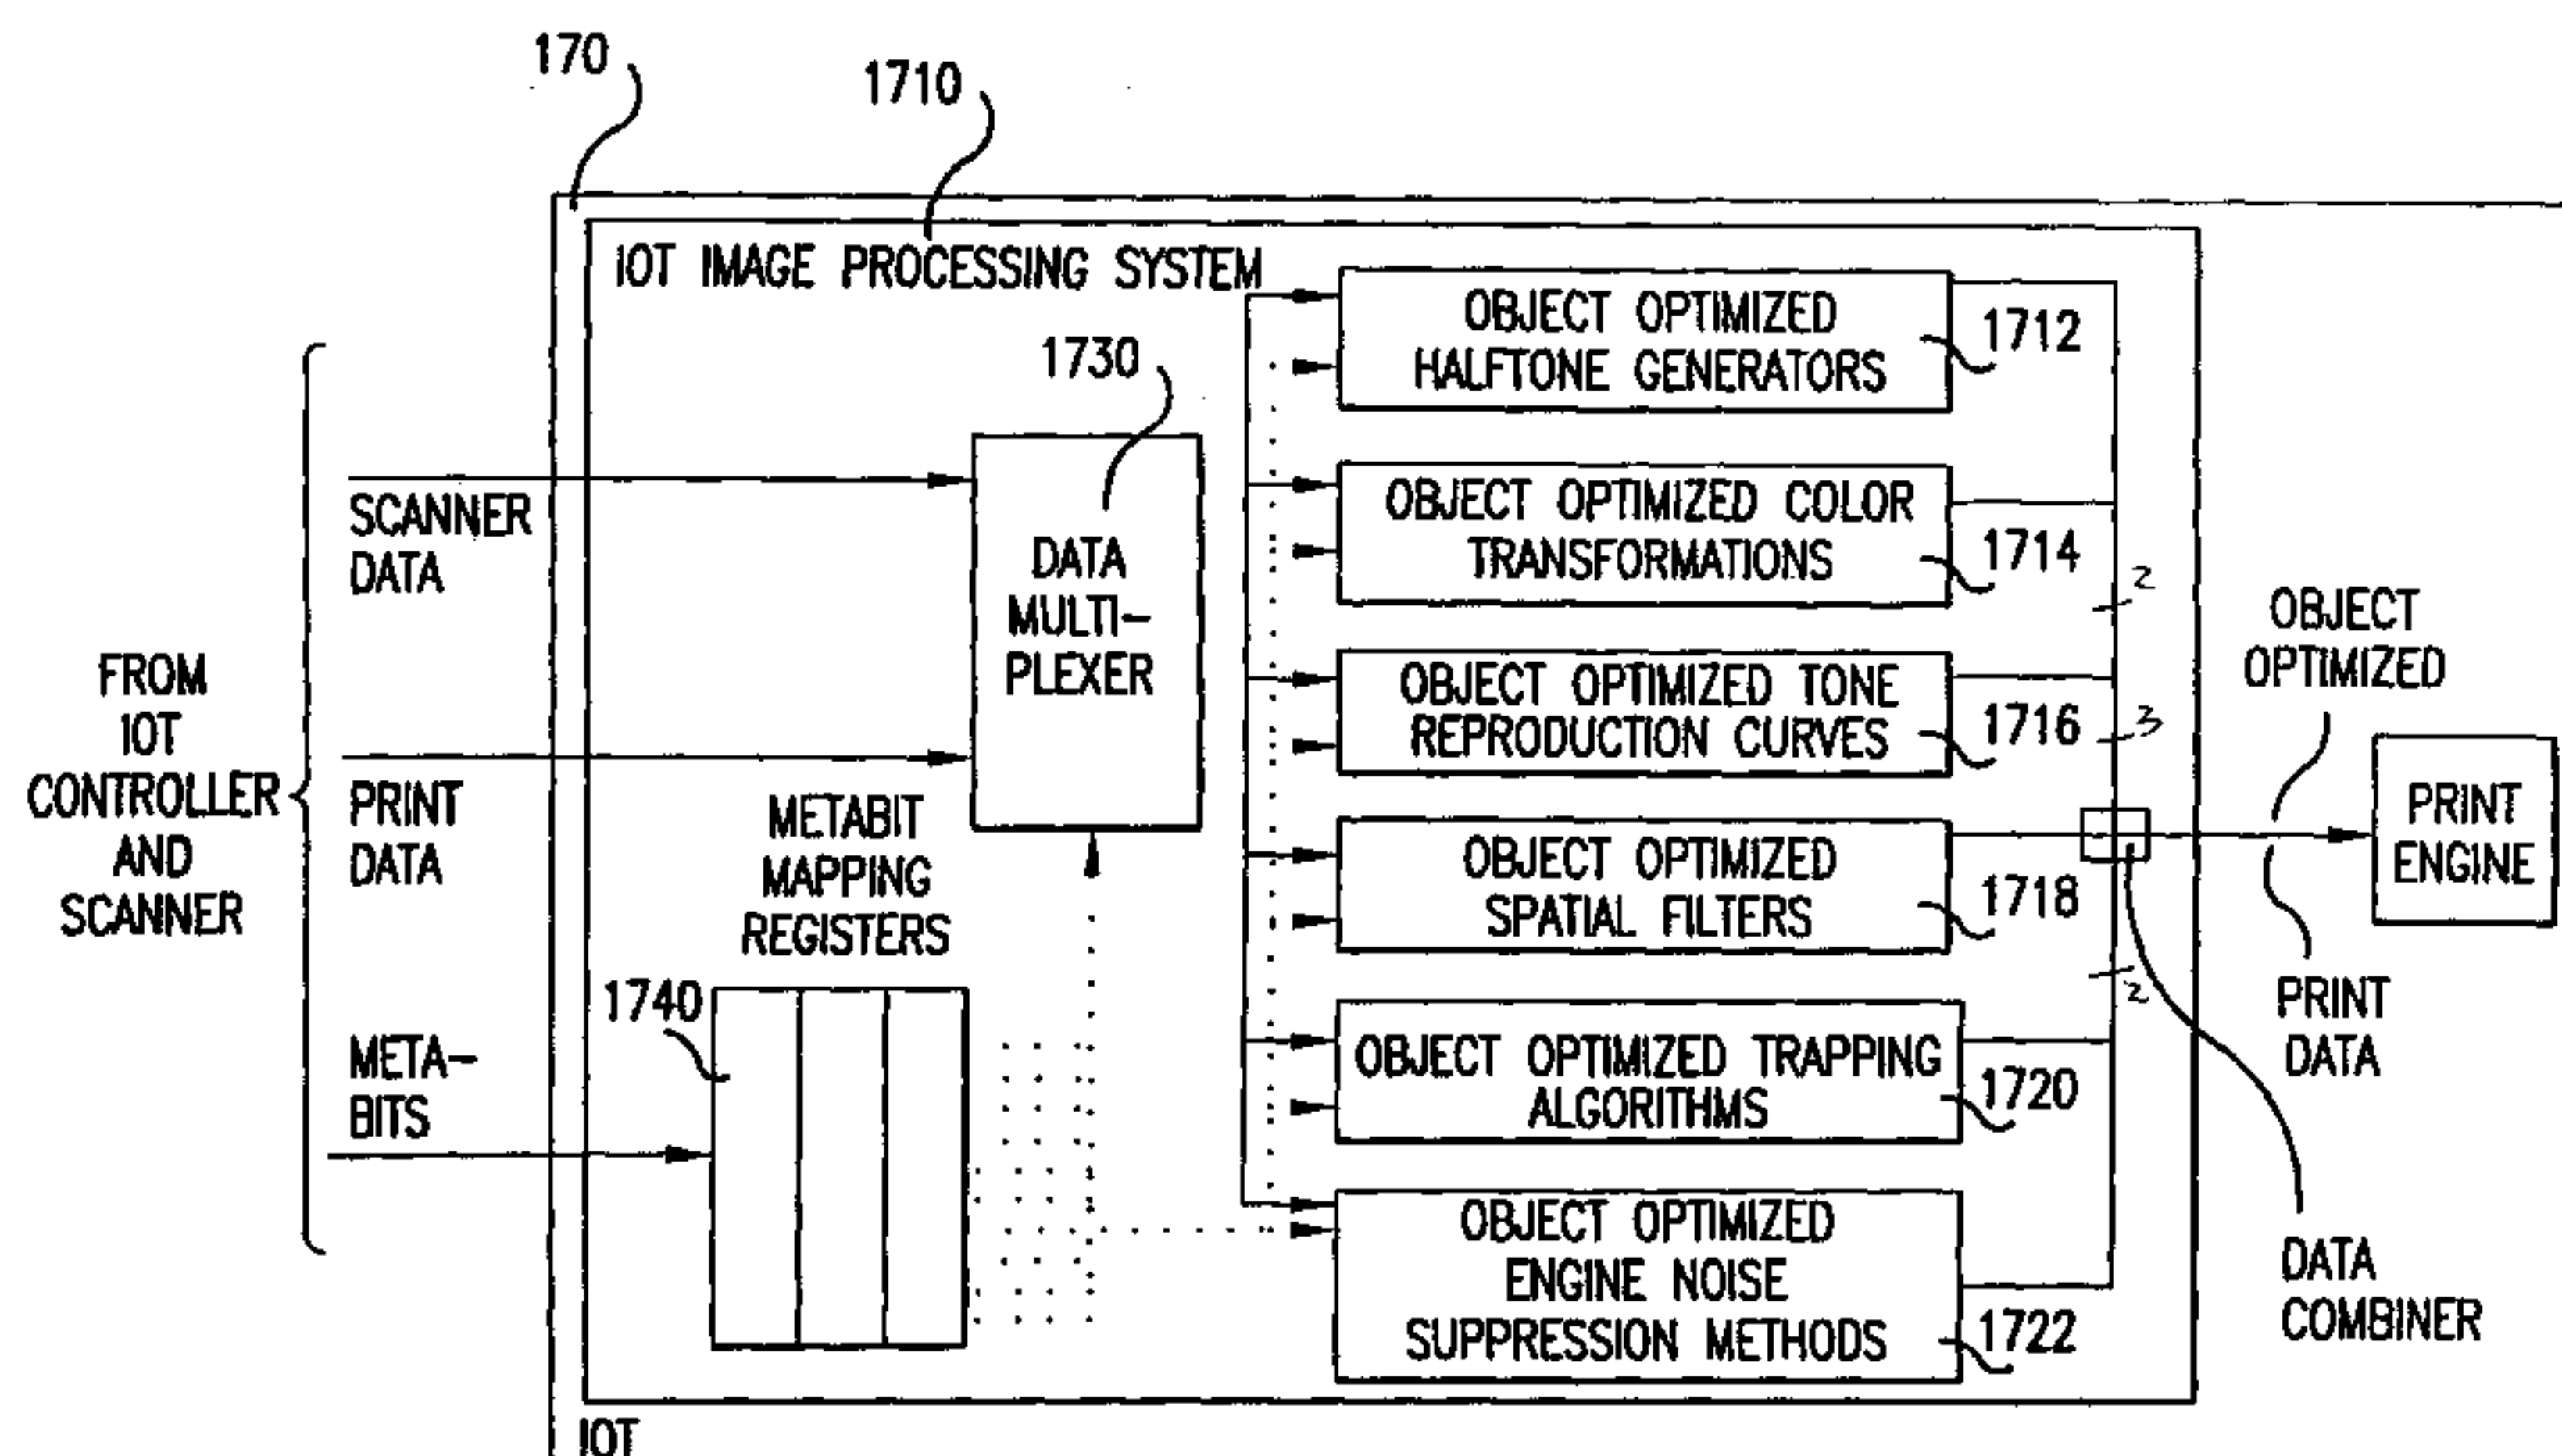 170
1710
IOT IMAGE PROCESSING SYSTEM
OBJECT OPTIMIZED
HALFTONE GENERATORS
1712
1730
SCANNER
DATA
DATA
MULTI-
PLEXER
OBJECT OPTIMIZED COLOR
TRANSFORMATIONS
1714
2
OBJECT
OPTIMIZED
FROM
IOT
CONTROLLER
AND
SCANNER
OBJECT OPTIMIZED TONE
REPRODUCTION CURVES
1716
3
PRINT
DATA
METABIT
MAPPING
REGISTERS
PRINT
ENGINE
OBJECT OPTIMIZED
SPATIAL FILTERS
1718
2
PRINT
DATA
1740
META-
BITS
OBJECT OPTIMIZED TRAPPING
ALGORITHMS
1720
OBJECT OPTIMIZED
ENGINE NOISE
SUPPRESSION METHODS
1722
DATA
COMBINER
IOT